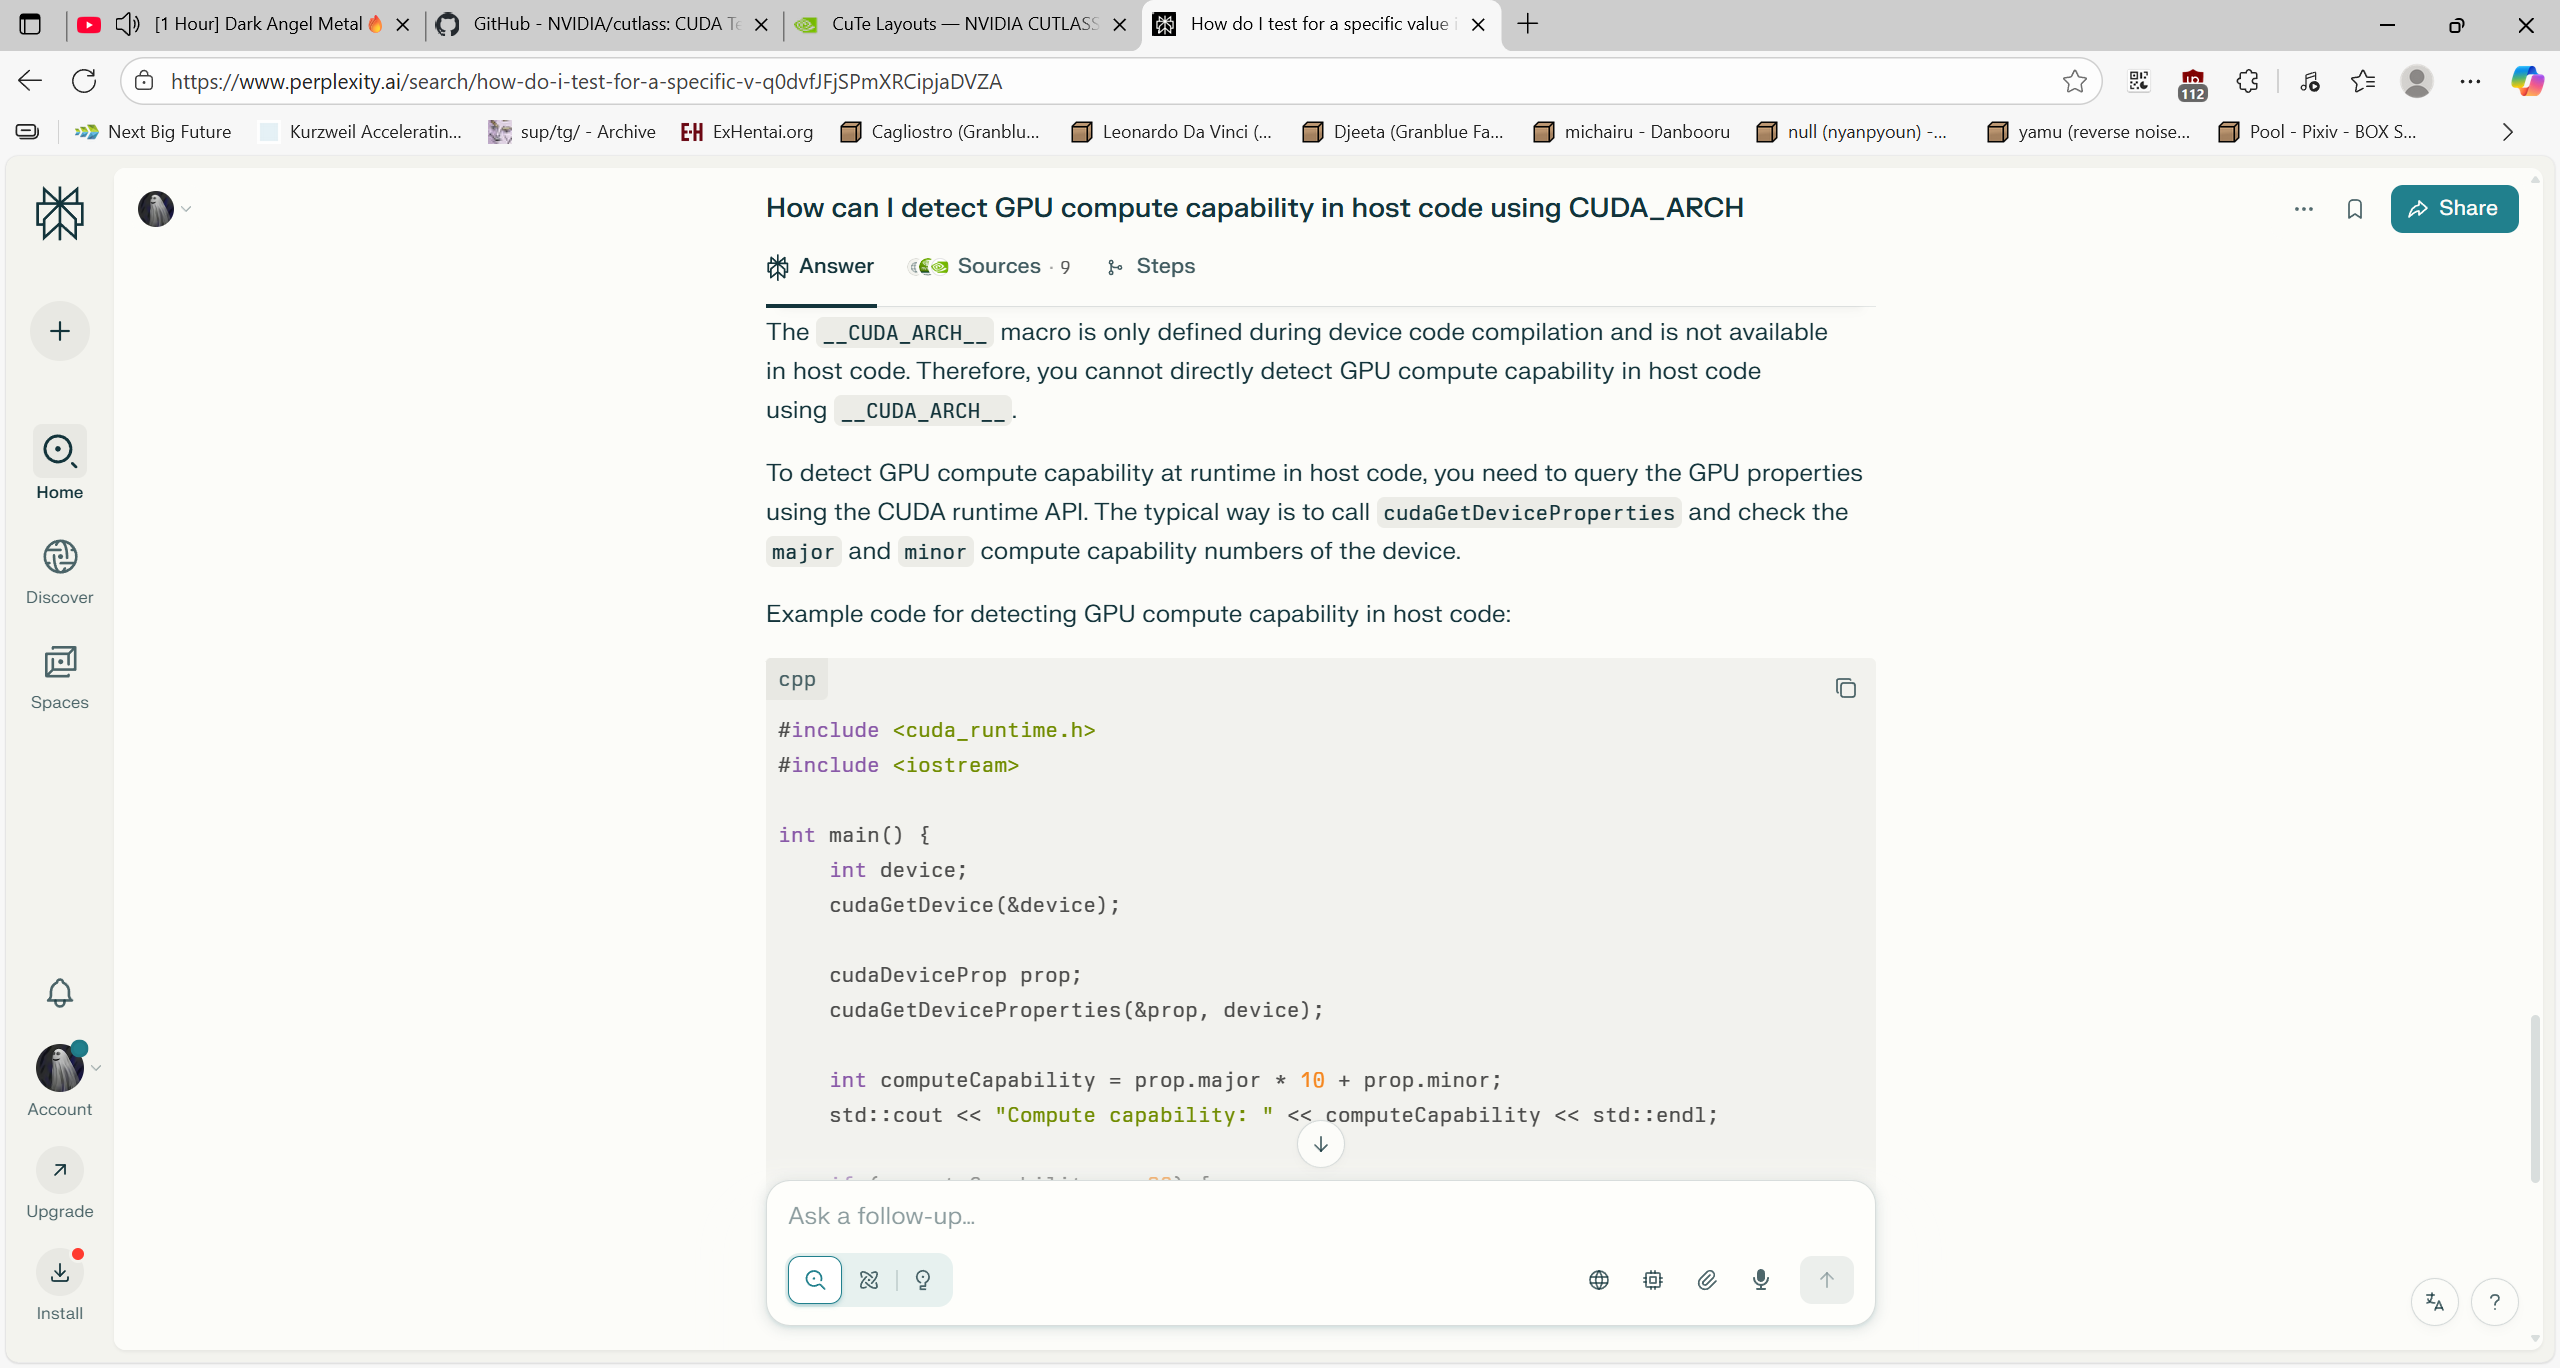 [1 Hour] Dark Angel Metal🔥
GitHub - NVIDIA/cutlass: CUDA Te
CuTe Layouts — NVIDIA CUTLASS
How do I test for a specific value i
https://www.perplexity.ai/search/how-do-i-test-for-a-specific-v-q0dvfJFjSPmXRCipjaDVZA
112
Next Big Future
Kurzweil Acceleratin...
sup/tg/ - Archive
E-H ExHentai.org
Cagliostro (Granblu...
Leonardo Da Vinci (...
Djeeta (Granblue Fa...
michairu - Danbooru
null (nyanpyoun) -...
yamu (reverse noise...
Pool - Pixiv - BOX S...
How can I detect GPU compute capability in host code using CUDA_ARCH
Share
Answer
Sources · 9
Steps
The __CUDA_ARCH__ macro is only defined during device code compilation and is not available
in host code. Therefore, you cannot directly detect GPU compute capability in host code
using __CUDA_ARCH__.
To detect GPU compute capability at runtime in host code, you need to query the GPU properties
using the CUDA runtime API. The typical way is to call cudaGetDeviceProperties and check the
major and minor compute capability numbers of the device.
Example code for detecting GPU compute capability in host code:
cpp
#include <cuda_runtime.h>
#include <iostream>
int main() {
int device;
cudaGetDevice(&device);
cudaDeviceProp prop;
cudaGetDeviceProperties(&prop, device);
int computeCapability = prop.major * 10 + prop.minor;
std::cout << "Compute capability: " << computeCapability << std::endl;
Ask a follow-up...
Home
Discover
Spaces
Account
Upgrade
Install
?